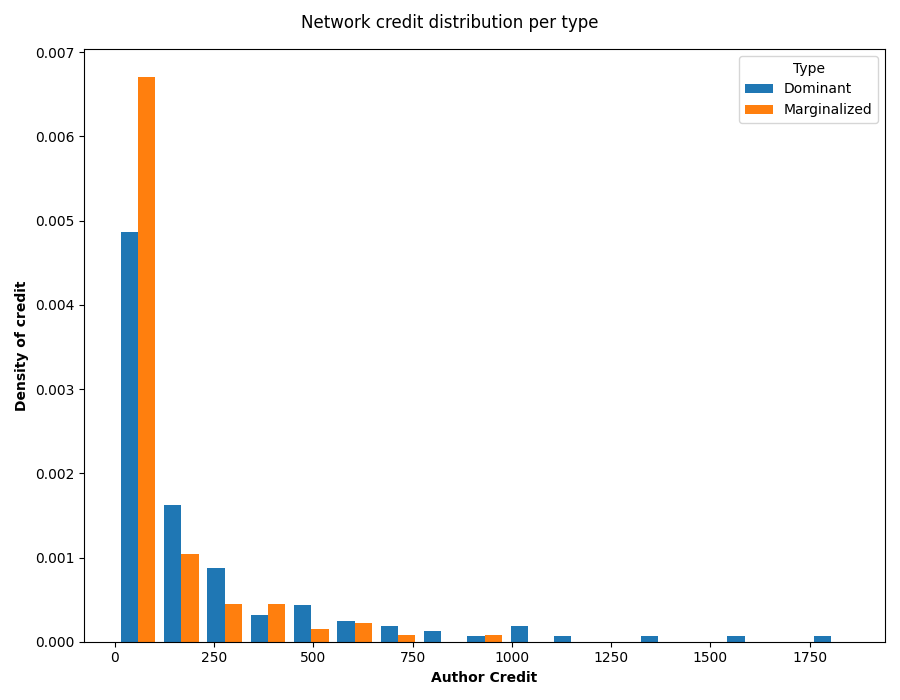 Network credit distribution per type
0.007
0.006
0.005
0.004
0.003
0.002
0.001
0.000
Density of credit
Type
Dominant
Marginalized
0 250 500 750 1000 1250 1500 1750
Author Credit